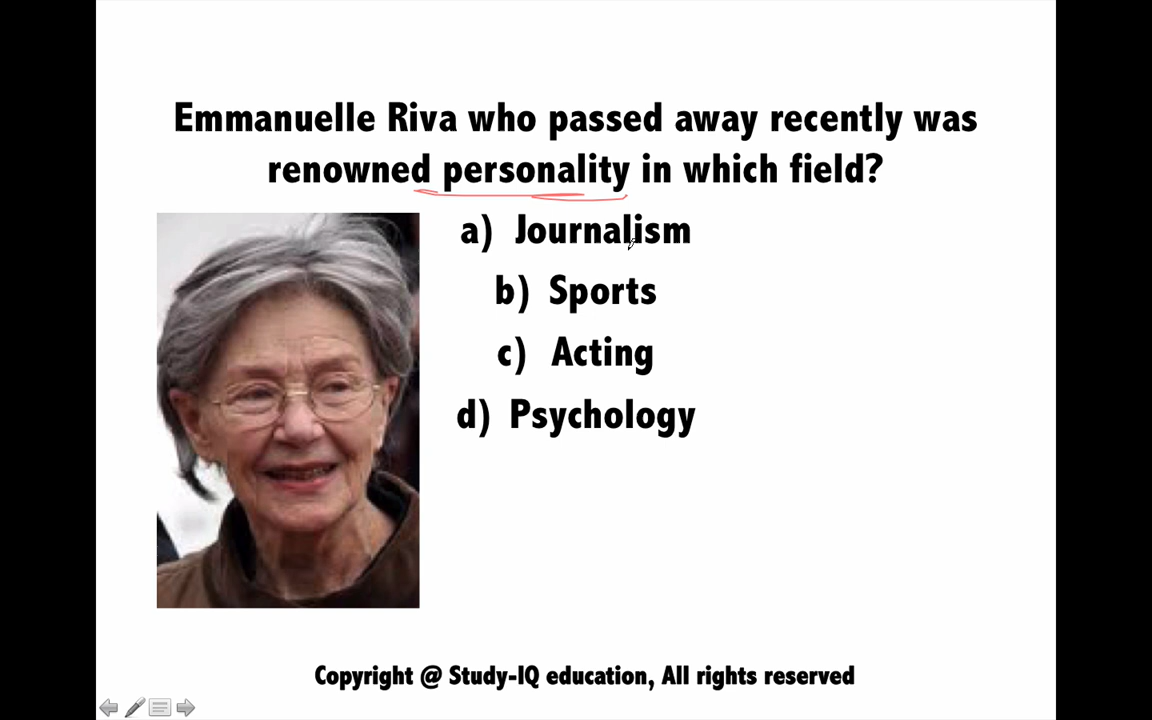 Emmanuelle Riva who passed away recently was
renowned personality in which field?
a) Journalism
b) Sports
c) Acting
d) Psychology
Copyright @ Study-IQ education, All rights reserved